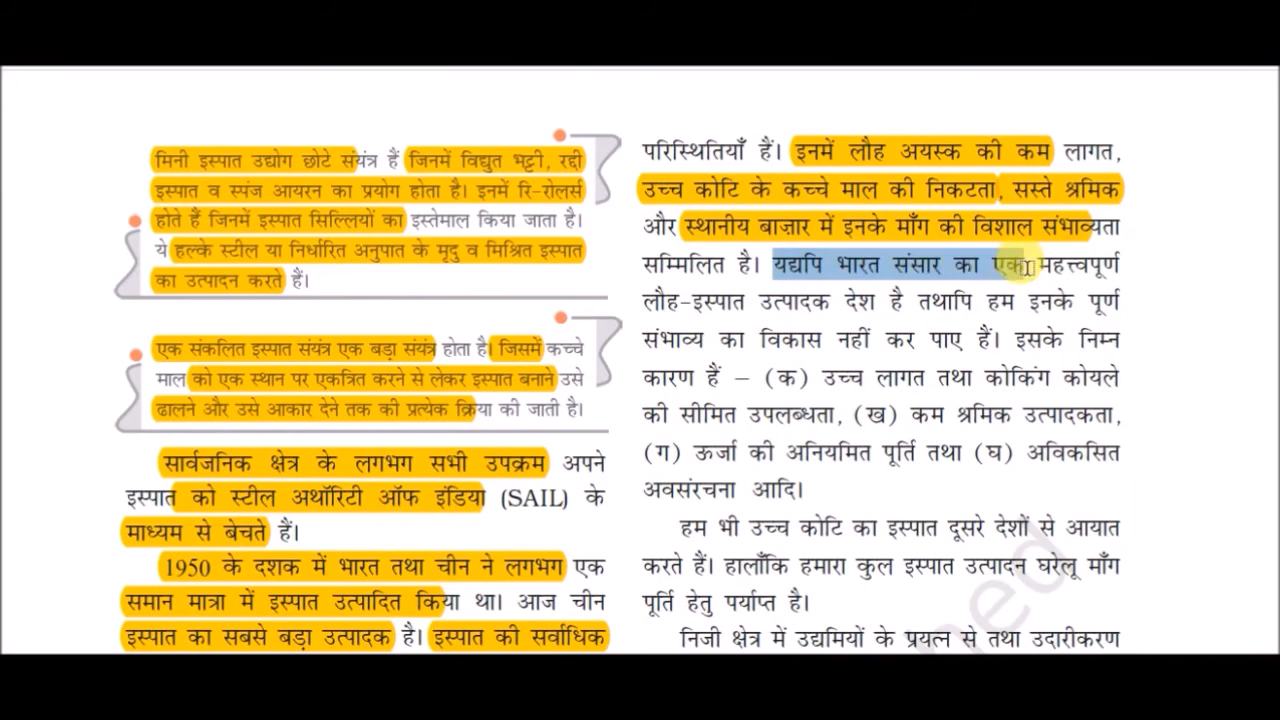 मिनी इस्पात उद्योग छोटे संयंत्र हैं जिनमें विद्युत भट्टी, रद्दी
इस्पात व स्पंज आयरन का प्रयोग होता है। इनमें रि-रोलर्स
होते हैं जिनमें इस्पात सिल्लियों का इस्तेमाल किया जाता है।
ये हल्के स्टील या निर्धारित अनुपात के मृदु व मिश्रित इस्पात
का उत्पादन करते हैं।
एक संकलित इस्पात संयंत्र एक बड़ा संयंत्र होता है। जिसमें कच्चे
माल को एक स्थान पर एकत्रित करने से लेकर इस्पात बनाने उसे
ढालने और उसे आकार देने तक की प्रत्येक क्रिया की जाती है।
सार्वजनिक क्षेत्र के लगभग सभी उपक्रम अपने
इस्पात को स्टील अथॉरिटी ऑफ इंडिया (SAIL) के
माध्यम से बेचते हैं।
1950 के दशक में भारत तथा चीन ने लगभग एक
समान मात्रा में इस्पात उत्पादित किया था। आज चीन
इस्पात का सबसे बड़ा उत्पादक है। इस्पात की सर्वाधिक
परिस्थितियाँ हैं। इनमें लौह अयस्क की कम लागत,
उच्च कोटि के कच्चे माल की निकटता, सस्ते श्रमिक
और स्थानीय बाज़ार में इनके माँग की विशाल संभाव्यता
सम्मिलित है। यद्यपि भारत संसार का एक महत्त्वपूर्ण
लौह-इस्पात उत्पादक देश है तथापि हम इनके पूर्ण
संभाव्य का विकास नहीं कर पाए हैं। इसके निम्न
कारण हैं – (क) उच्च लागत तथा कोकिंग कोयले
की सीमित उपलब्धता, (ख) कम श्रमिक उत्पादकता,
(ग) ऊर्जा की अनियमित पूर्ति तथा (घ) अविकसित
अवसंरचना आदि।
हम भी उच्च कोटि का इस्पात दूसरे देशों से आयात
करते हैं। हालाँकि हमारा कुल इस्पात उत्पादन घरेलू माँग
पूर्ति हेतु पर्याप्त है।
निजी क्षेत्र में उद्यमियों के प्रयत्न से तथा उदारीकरण